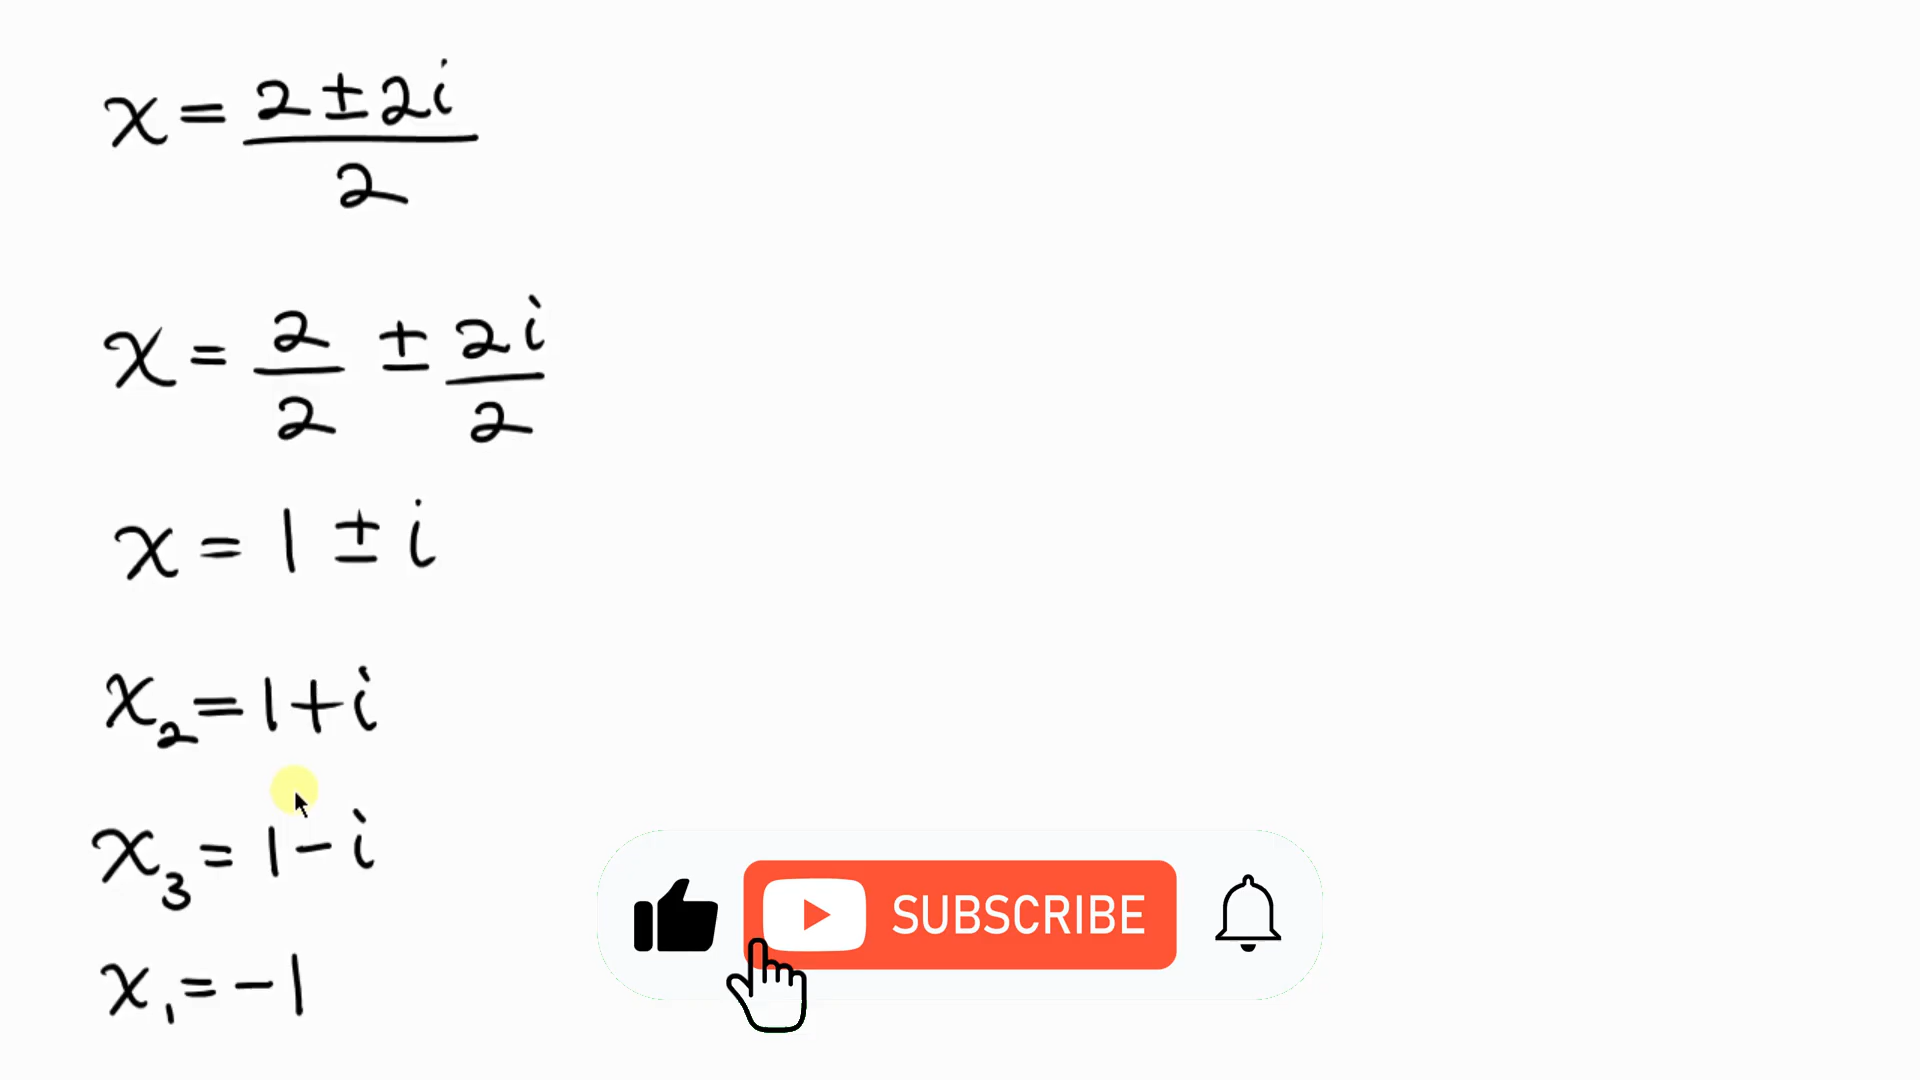 x = (2 ± 2i)/2
x = 2/2 ± 2i/2
x = 1 ± i
x₂ = 1 + i
x₃ = 1 - i
SUBSCRIBE
x₁ = -1